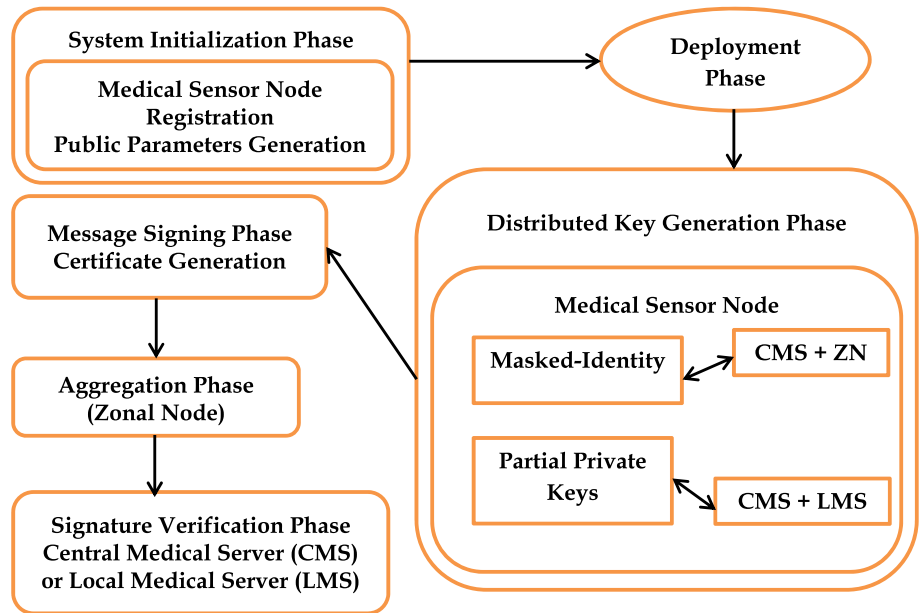 System Initialization Phase
Medical Sensor Node
Registration
Public Parameters Generation
Deployment
Phase
Distributed Key Generation Phase
Medical Sensor Node
Masked-Identity
CMS + ZN
Partial Private
Keys
CMS + LMS
Message Signing Phase
Certificate Generation
Aggregation Phase
(Zonal Node)
Signature Verification Phase
Central Medical Server (CMS)
or Local Medical Server (LMS)